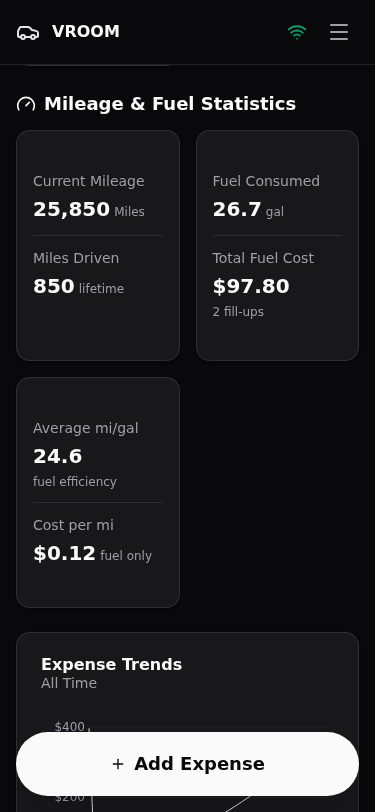 VROOM
Mileage & Fuel Statistics
Current Mileage
25,850 Miles
Miles Driven
850 lifetime
Fuel Consumed
26.7 gal
Total Fuel Cost
$97.80
2 fill-ups
Average mi/gal
24.6
fuel efficiency
Cost per mi
$0.12 fuel only
Expense Trends
All Time
$400
+ Add Expense
$200